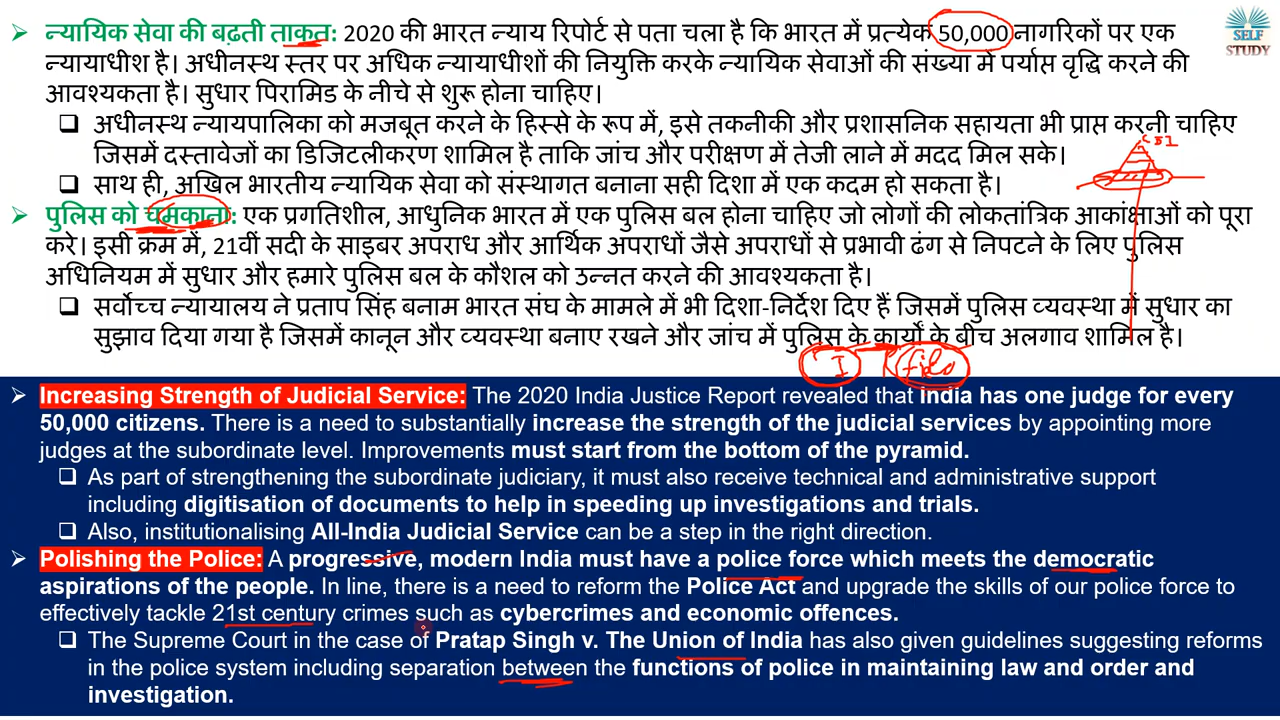 ➢ न्यायिक सेवा की बढ़ती ताकत: 2020 की भारत न्याय रिपोर्ट से पता चला है कि भारत में प्रत्येक 50,000 नागरिकों पर एक
न्यायाधीश है। अधीनस्थ स्तर पर अधिक न्यायाधीशों की नियुक्ति करके न्यायिक सेवाओं की संख्या में पर्याप्त वृद्धि करने की
आवश्यकता है। सुधार पिरामिड के नीचे से शुरू होना चाहिए।
❑ अधीनस्थ न्यायपालिका को मजबूत करने के हिस्से के रूप में, इसे तकनीकी और प्रशासनिक सहायता भी प्राप्त करनी चाहिए
जिसमें दस्तावेजों का डिजिटलीकरण शामिल है ताकि जांच और परीक्षण में तेजी लाने में मदद मिल सके।
❑ साथ ही, अखिल भारतीय न्यायिक सेवा को संस्थागत बनाना सही दिशा में एक कदम हो सकता है।
➢ पुलिस को चमकाना: एक प्रगतिशील, आधुनिक भारत में एक पुलिस बल होना चाहिए जो लोगों की लोकतांत्रिक आकांक्षाओं को पूरा
करे। इसी क्रम में, 21वीं सदी के साइबर अपराध और आर्थिक अपराधों जैसे अपराधों से प्रभावी ढंग से निपटने के लिए पुलिस
अधिनियम में सुधार और हमारे पुलिस बल के कौशल को उन्नत करने की आवश्यकता है।
❑ सर्वोच्च न्यायालय ने प्रताप सिंह बनाम भारत संघ के मामले में भी दिशा-निर्देश दिए हैं जिसमें पुलिस व्यवस्था में सुधार का
सुझाव दिया गया है जिसमें कानून और व्यवस्था बनाए रखने और जांच में पुलिस के कार्यों के बीच अलगाव शामिल है।
SELF
STUDY
I
➢ Increasing Strength of Judicial Service: The 2020 India Justice Report revealed that India has one judge for every
50,000 citizens. There is a need to substantially increase the strength of the judicial services by appointing more
judges at the subordinate level. Improvements must start from the bottom of the pyramid.
❑ As part of strengthening the subordinate judiciary, it must also receive technical and administrative support
including digitisation of documents to help in speeding up investigations and trials.
❑ Also, institutionalising All-India Judicial Service can be a step in the right direction.
➢ Polishing the Police: A progressive, modern India must have a police force which meets the democratic
aspirations of the people. In line, there is a need to reform the Police Act and upgrade the skills of our police force to
effectively tackle 21st century crimes such as cybercrimes and economic offences.
❑ The Supreme Court in the case of Pratap Singh v. The Union of India has also given guidelines suggesting reforms
in the police system including separation between the functions of police in maintaining law and order and
investigation.